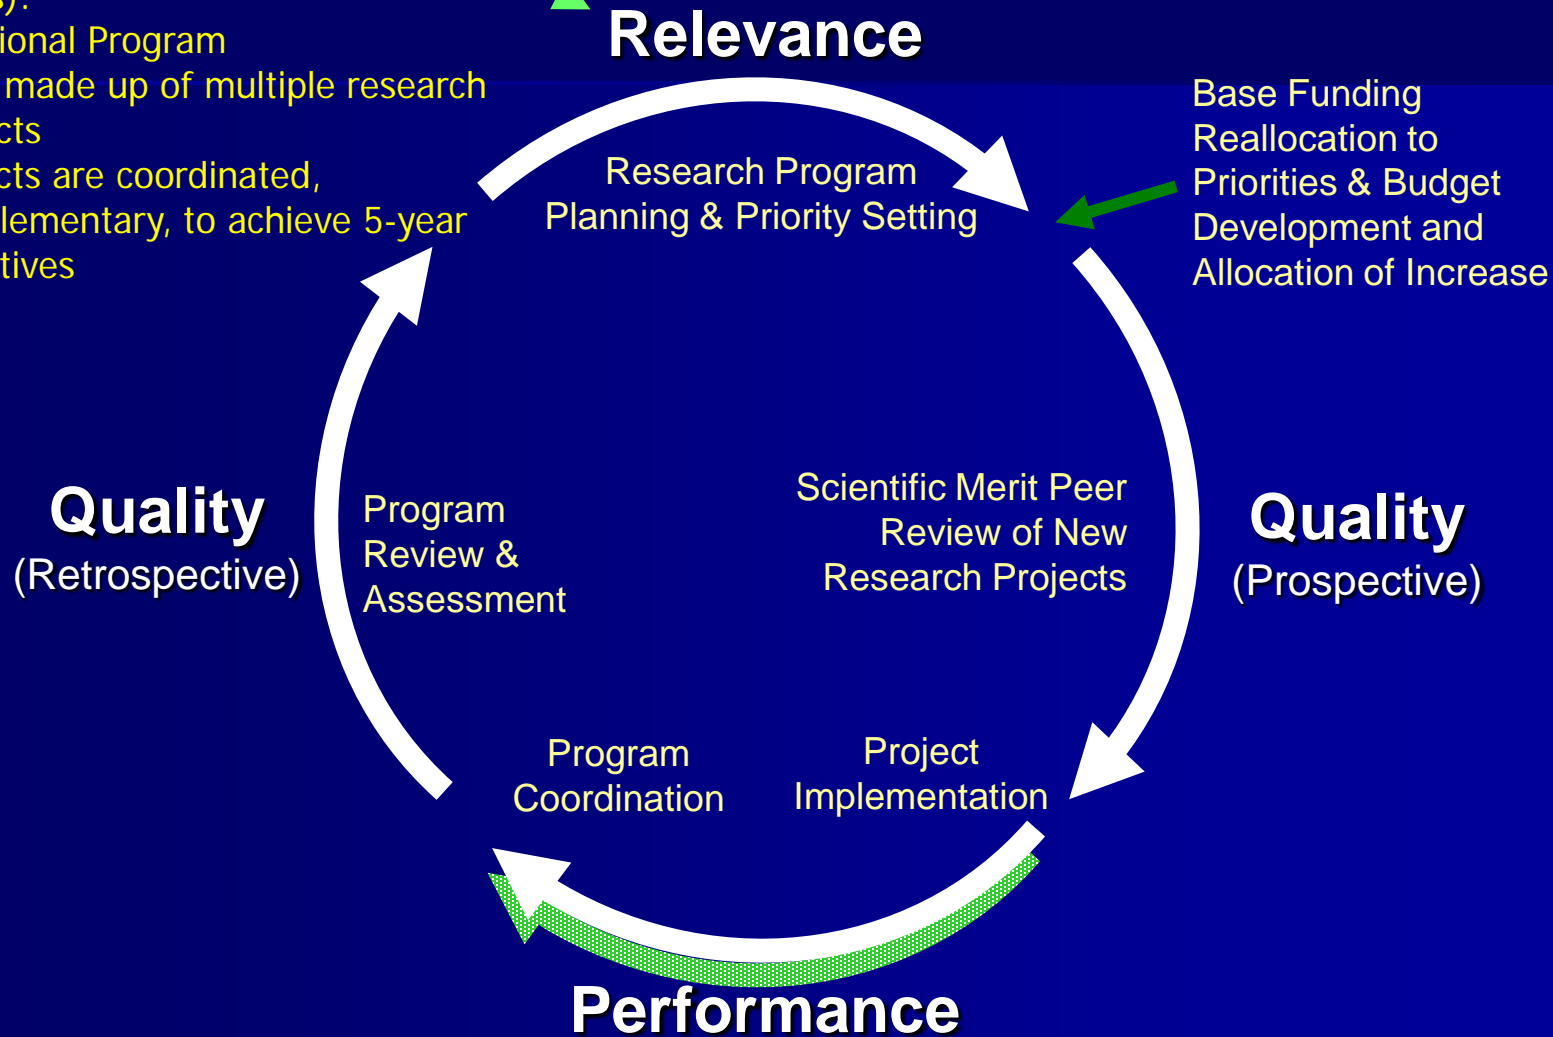 ional Program
made up of multiple research
cts
cts are coordinated,
lementary, to achieve 5-year
tives
Relevance
Research Program
Planning & Priority Setting
Base Funding
Reallocation to
Priorities & Budget
Development and
Allocation of Increase
Quality
(Retrospective)
Program
Review &
Assessment
Scientific Merit Peer
Review of New
Research Projects
Quality
(Prospective)
Program
Coordination
Project
Implementation
Performance